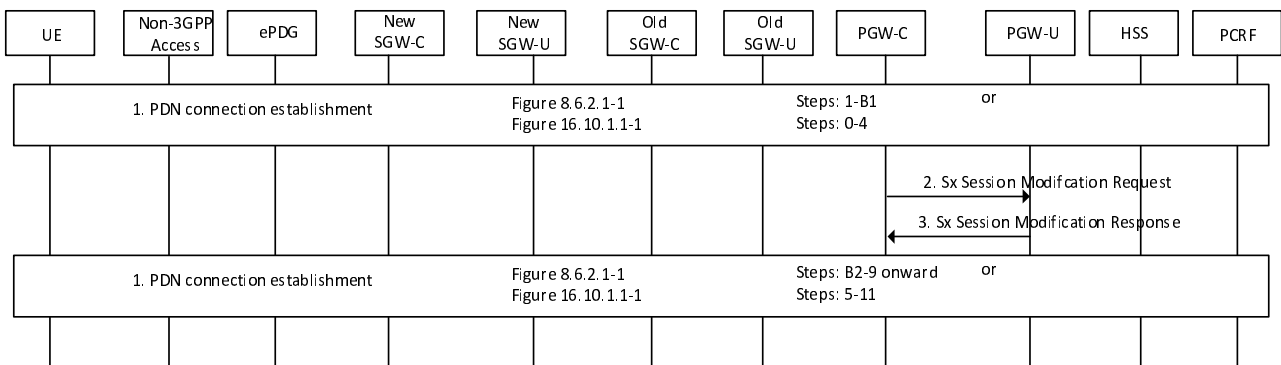 UE
Non-3GPP
Access
ePDG
New
SGW-C
New
SGW-U
Old
SGW-C
Old
SGW-U
PGW-C
PGW-U
HSS
PCRF
1. PDN connection establishment
Figure 8.6.2.1-1
Steps: 1-B1
or
Figure 16.10.1.1-1
Steps: 0-4
2. Sx Session Modifcation Request
3. Sx Session Modification Response
1. PDN connection establishment
Figure 8.6.2.1-1
Steps: B2-9 onward
or
Figure 16.10.1.1-1
Steps: 5-11